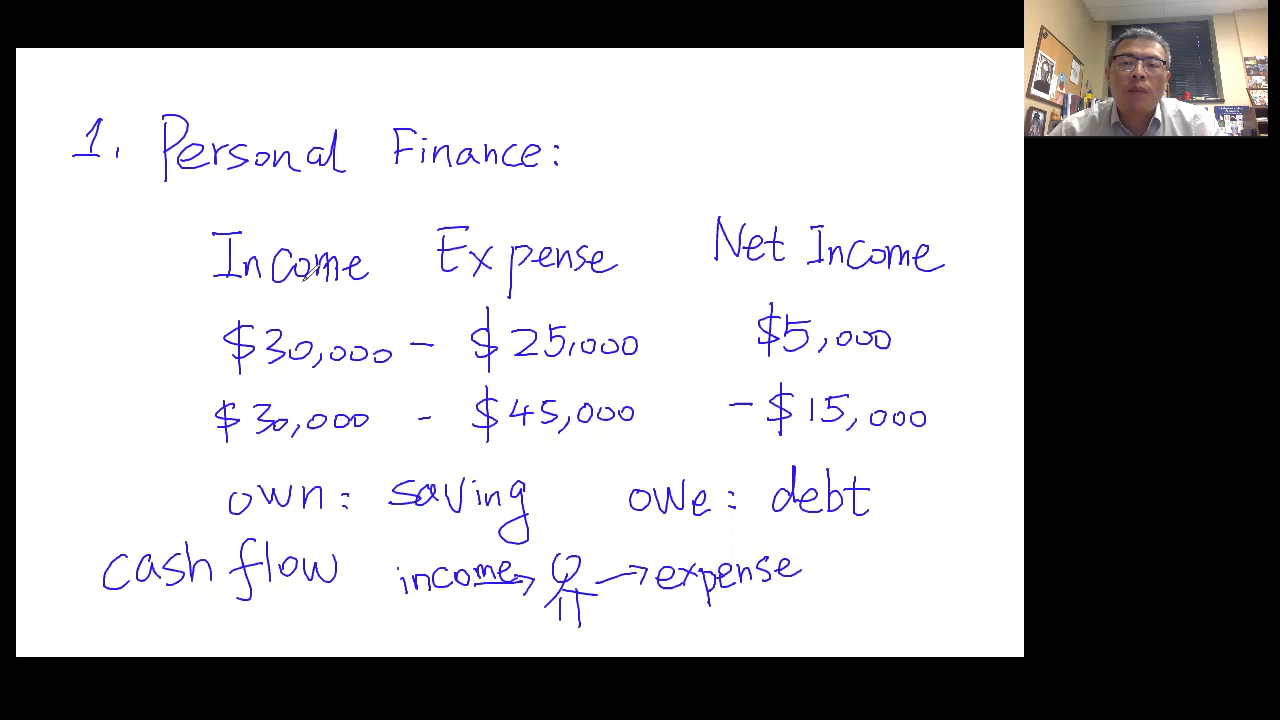 1. Personal Finance:
Income Expense Net Income
$30,000 - $25,000 $5,000
$30,000 - $45,000 -$15,000
own: saving owe: debt
cash flow income → → expense